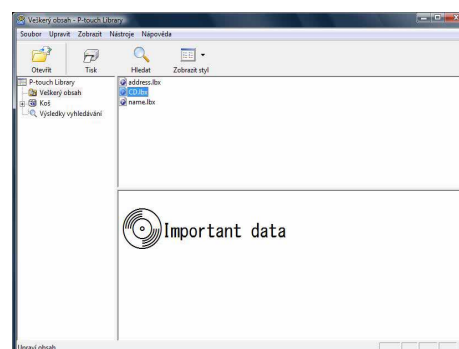 Veškerý obsah - P-touch Library
Soubor Upravit Zobrazit Nástroje Nápověda
Otevřít Tisk Hledat Zobrazit styl
P-touch Library
Veškerý obsah
Koš
Výsledky vyhledávání
address.lbx
CD.lbx
name.lbx
Important data
Upraví obsah